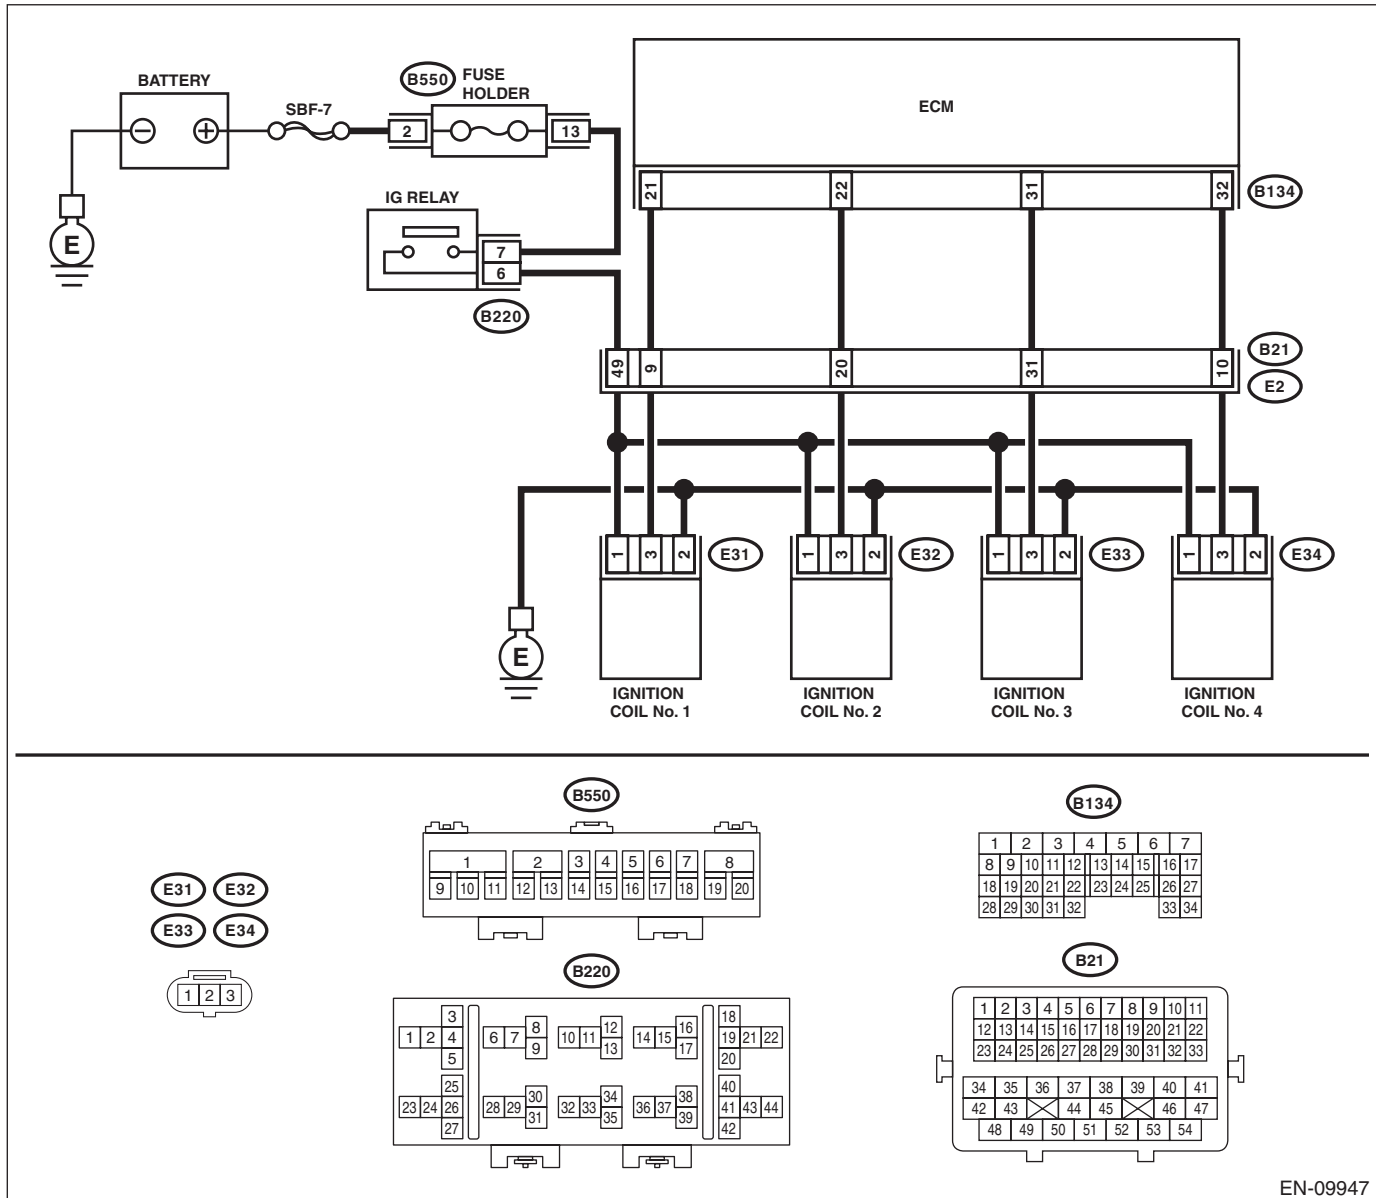 BATTERY
SBF-7
B550
FUSE
HOLDER
2
13
ECM
21
22
31
32
B134
E
IG RELAY
7
6
B220
49
9
20
31
10
B21
E2
1 3 2
E31
1 3 2
E32
1 3 2
E33
1 3 2
E34
E
IGNITION
COIL No. 1
IGNITION
COIL No. 2
IGNITION
COIL No. 3
IGNITION
COIL No. 4
E31 E32
E33 E34
1 2 3
B550
1 2 3 4 5 6 7 8
9 10 11 12 13 14 15 16 17 18 19 20
B134
1 2 3 4 5 6 7
8 9 10 11 12 13 14 15 16 17
18 19 20 21 22 23 24 25 26 27
28 29 30 31 32 33 34
B220
3 8 12 16 18
1 2 4 6 7 10 11 14 15 19 21 22
5 9 13 17 20
25 30 34 38 40
23 24 26 28 29 32 33 36 37 41 43 44
27 31 35 39 42
B21
1 2 3 4 5 6 7 8 9 10 11
12 13 14 15 16 17 18 19 20 21 22
23 24 25 26 27 28 29 30 31 32 33
34 35 36 37 38 39 40 41
42 43 44 45 46 47
48 49 50 51 52 53 54
EN-09947